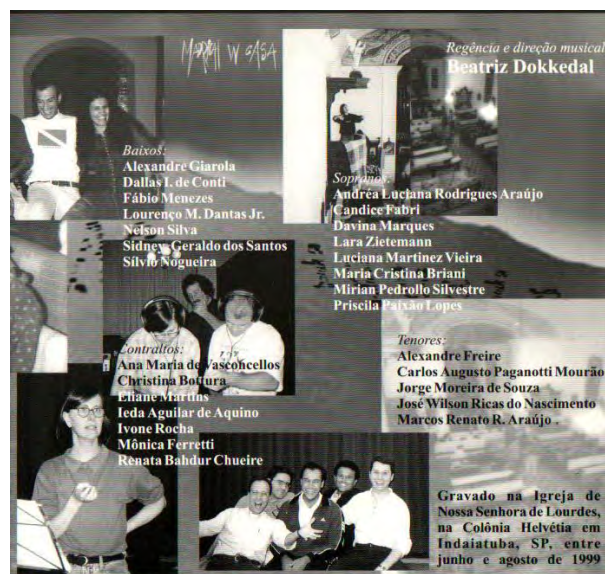 Regência e direção musical
Beatriz Dokkedal
Baixos:
Alexandre Giarola
Dallas I. de Conti
Fábio Menezes
Lourenço M. Dantas Jr.
Nelson Silva
Sidney Geraldo dos Santos
Sílvio Nogueira
Sopranos:
Andréa Luciana Rodrigues Araújo
Candice Fabri
Davina Marques
Lara Zietemann
Luciana Martinez Vieira
Maria Cristina Briani
Mirian Pedrollo Silvestre
Priscila Paixão Lopes
Contraltos:
Ana Maria de Vasconcellos
Christina Bottura
Eliane Martins
Ieda Aguilar de Aquino
Ivone Rocha
Mônica Ferretti
Renata Bahdur Chueire
Tenores:
Alexandre Freire
Carlos Augusto Paganotti Mourão
Jorge Moreira de Souza
José Wilson Ricas do Nascimento
Marcos Renato R. Araújo
Gravado na Igreja de
Nossa Senhora de Lourdes,
na Colônia Helvétia em
Indaiatuba, SP, entre
junho e agosto de 1999